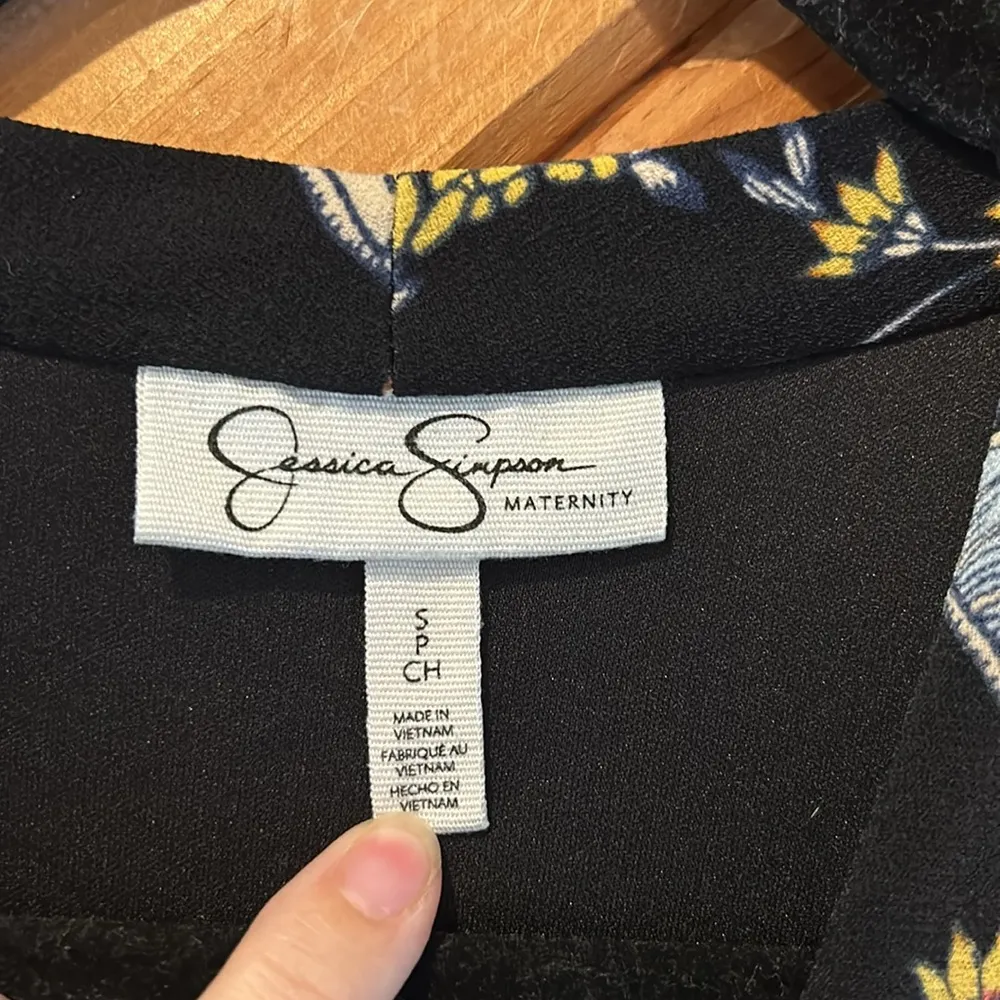 Jessica Simpson
MATERNITY
S
P
CH
MADE IN
VIETNAM
FABRIQUÉ AU
VIETNAM
HECHO EN
VIETNAM